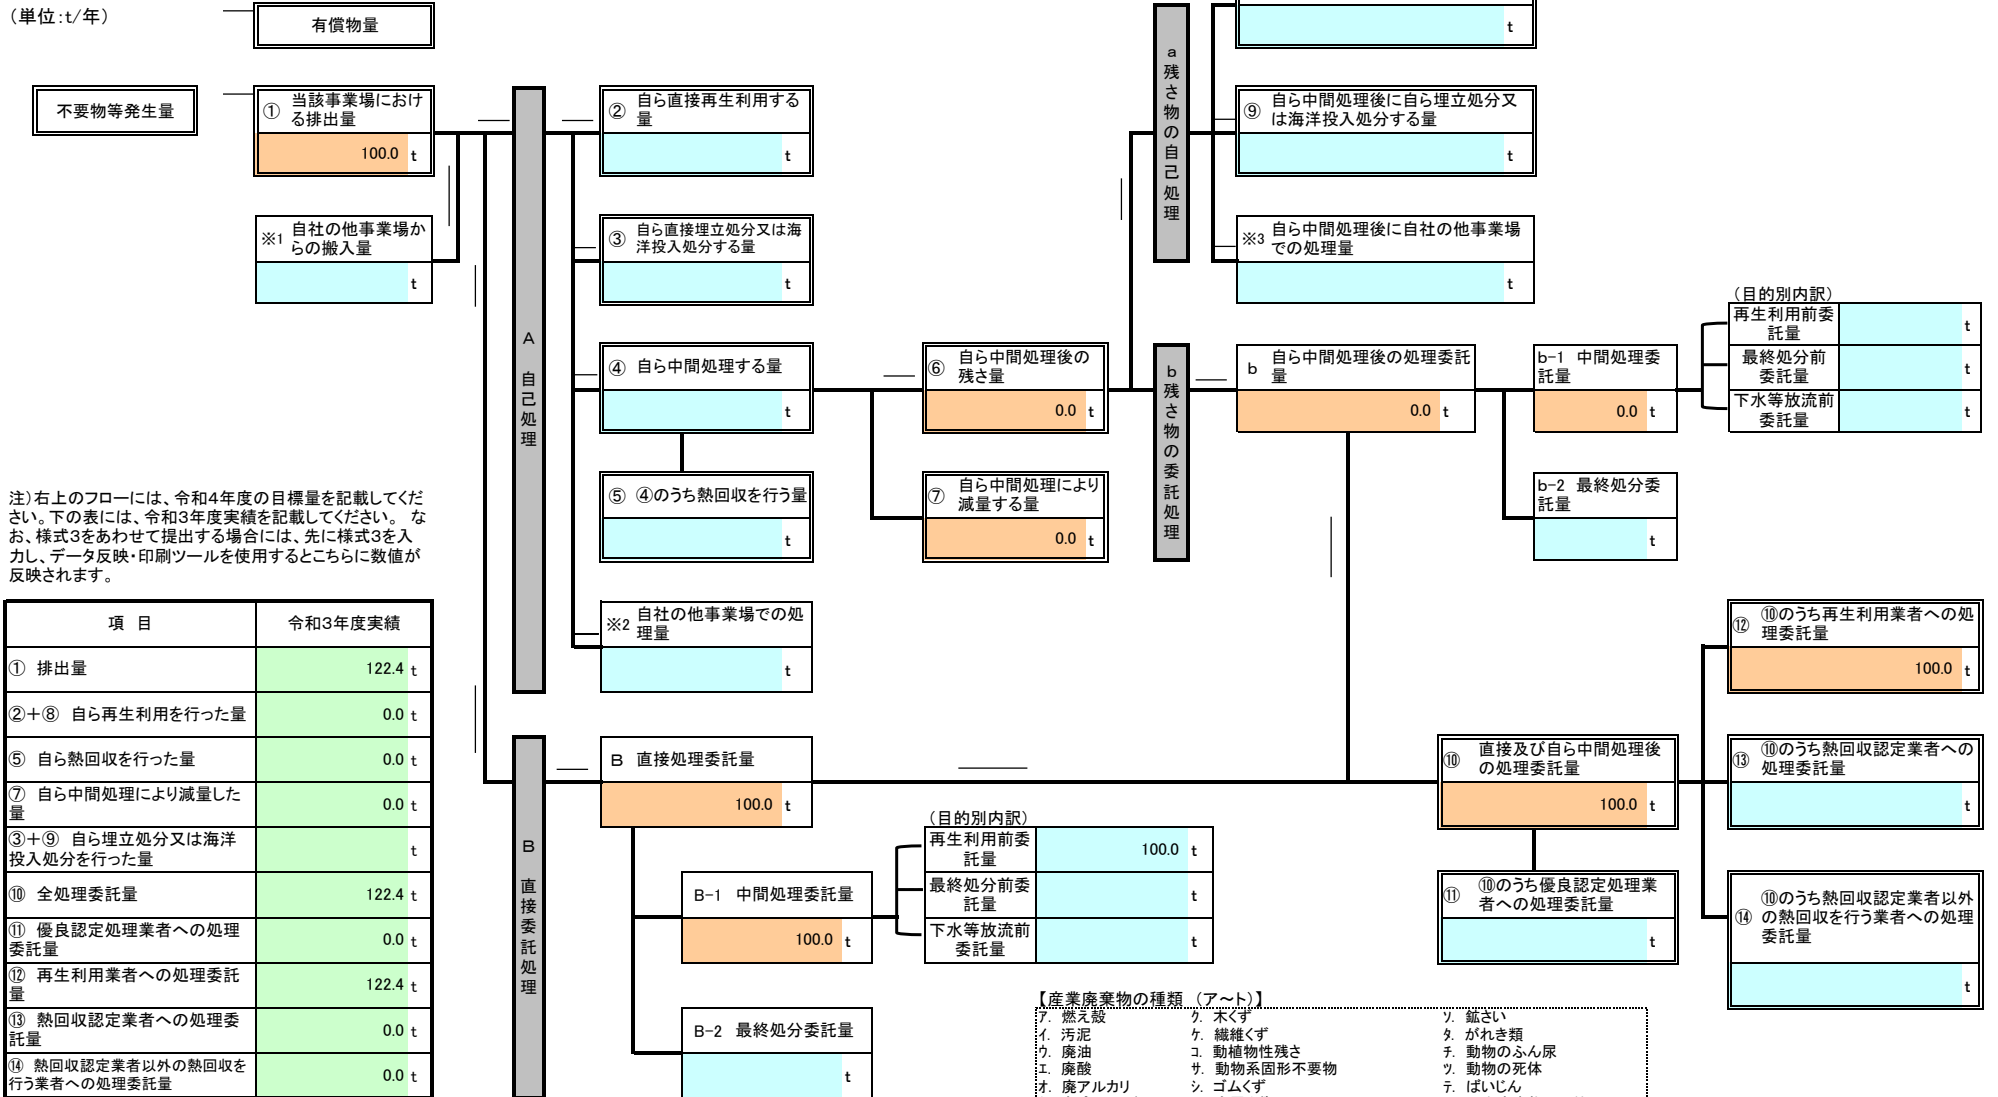 （単位:t/年）
有償物量
t
不要物等発生量
① 当該事業場におけ
る排出量
100.0 t
※1 自社の他事業場か
らの搬入量
t
A 自己処理
② 自ら直接再生利用する
量
t
③ 自ら直接埋立処分又は海
洋投入処分する量
t
④ 自ら中間処理する量
t
⑤ ④のうち熱回収を行う量
t
※2 自社の他事業場での処
理量
t
⑥ 自ら中間処理後の
残さ量
0.0 t
⑦ 自ら中間処理により
減量する量
0.0 t
a 残さ物の自己処理
⑨ 自ら中間処理後に自ら埋立処分又
は海洋投入処分する量
t
※3 自ら中間処理後に自社の他事業場
での処理量
t
b 残さ物の委託処理
b 自ら中間処理後の処理委託
量
0.0 t
b-1 中間処理委
託量
0.0 t
b-2 最終処分委
託量
t
（目的別内訳）
再生利用前委
託量
t
最終処分前
委託量
t
下水等放流前
委託量
t
注）右上のフローには、令和4年度の目標量を記載してくだ
さい。下の表には、令和3年度実績を記載してください。 な
お、様式3をあわせて提出する場合には、先に様式3を入
力し、データ反映・印刷ツールを使用するとこちらに数値が
反映されます。
項 目 令和3年度実績
① 排出量 122.4 t
②＋⑧ 自ら再生利用を行った量 0.0 t
⑤ 自ら熱回収を行った量 0.0 t
⑦ 自ら中間処理により減量した
量 0.0 t
③＋⑨ 自ら埋立処分又は海洋
投入処分を行った量 t
⑩ 全処理委託量 122.4 t
⑪ 優良認定処理業者への処理
委託量 0.0 t
⑫ 再生利用業者への処理委託
量 122.4 t
⑬ 熱回収認定業者への処理委
託量 0.0 t
⑭ 熱回収認定業者以外の熱回収を
行う業者への処理委託量 0.0 t
B 直接委託処理
B 直接処理委託量
100.0 t
B-1 中間処理委託量
100.0 t
B-2 最終処分委託量
t
（目的別内訳）
再生利用前委
託量
100.0 t
最終処分前委
託量
t
下水等放流前
委託量
t
⑩ 直接及び自ら中間処理後
の処理委託量
100.0 t
⑪ ⑩のうち優良認定処理業
者への処理委託量
t
⑫ ⑩のうち再生利用業者への処
理委託量
100.0 t
⑬ ⑩のうち熱回収認定業者への
処理委託量
t
⑭ ⑩のうち熱回収認定業者以外
の熱回収を行う業者への処理
委託量
t
【産業廃棄物の種類 （ア～ト）】
ア. 燃え殻 ク. 木くず ソ. 鉱さい
イ. 汚泥 ケ. 繊維くず タ. がれき類
ウ. 廃油 コ. 動植物性残さ チ. 動物のふん尿
エ. 廃酸 サ. 動物系固形不要物 ツ. 動物の死体
オ. 廃アルカリ シ. ゴムくず テ. ばいじん